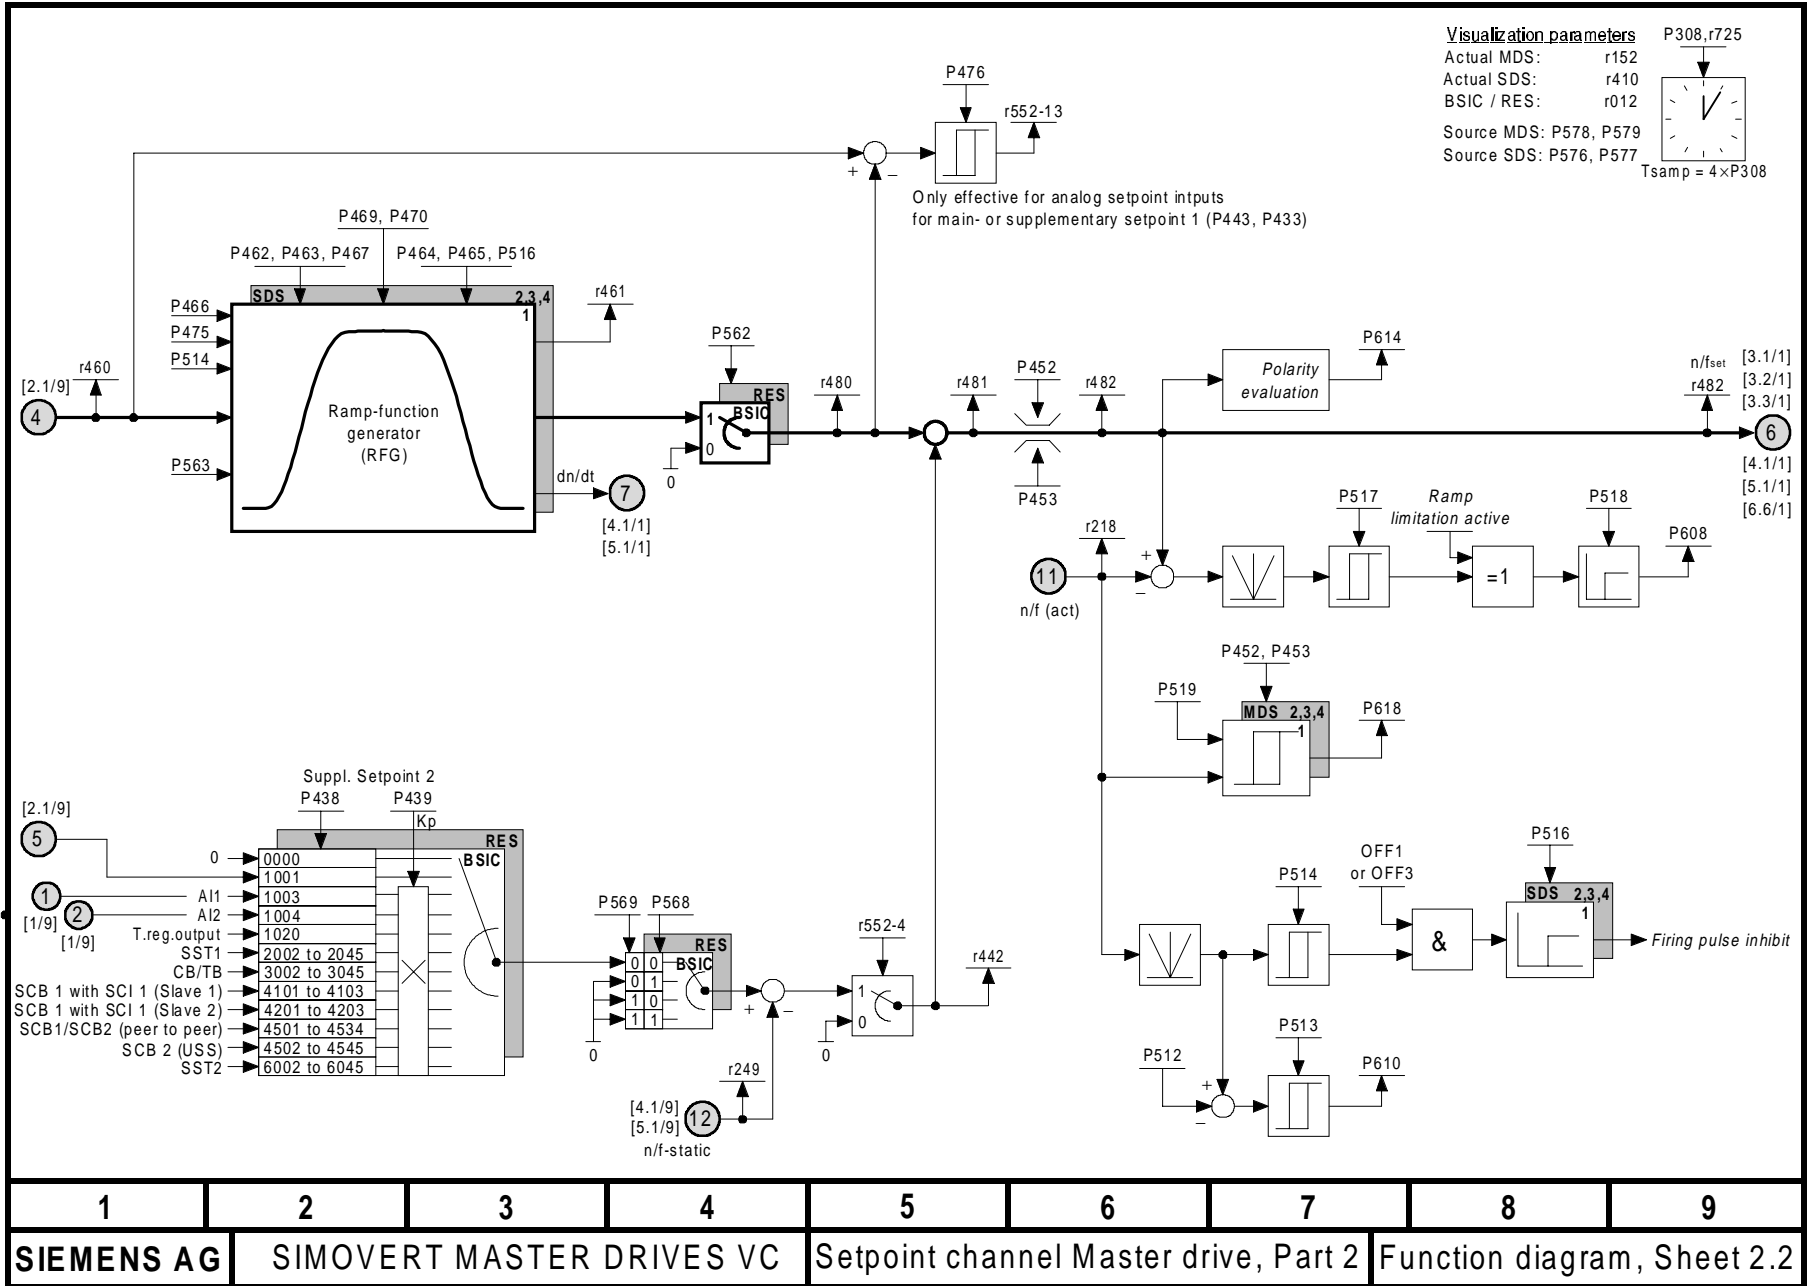 Visualization parameters
Actual MDS: r152
Actual SDS: r410
BSIC / RES: r012
Source MDS: P578, P579
Source SDS: P576, P577
P308,r725
Tsamp = 4×P308
P476
r552-13
+
–
Only effective for analog setpoint intputs
for main- or supplementary setpoint 1 (P443, P433)
P469, P470
P462, P463, P467
P464, P465, P516
SDS
2,3,4
1
P466
P475
P514
P563
r460
[2.1/9]
4
Ramp-function
generator
(RFG)
r461
dn/dt
7
[4.1/1]
[5.1/1]
P562
RES
BSIC
1
0
0
r480
r481
P452
P453
r482
Polarity
evaluation
P614
n/fset
r482
[3.1/1]
[3.2/1]
[3.3/1]
6
[4.1/1]
[5.1/1]
[6.6/1]
r218
11
n/f (act)
+
–
P517
Ramp
limitation active
=1
P518
P608
P452, P453
P519
MDS 2,3,4
1
P618
Suppl. Setpoint 2
P438
P439
Kp
RES
BSIC
[2.1/9]
5
1
[1/9]
2
[1/9]
0 0000
1001
AI1 1003
AI2 1004
T.reg.output 1020
SST1 2002 to 2045
CB/TB 3002 to 3045
SCB 1 with SCI 1 (Slave 1) 4101 to 4103
SCB 1 with SCI 1 (Slave 2) 4201 to 4203
SCB1/SCB2 (peer to peer) 4501 to 4534
SCB 2 (USS) 4502 to 4545
SST2 6002 to 6045
P569
P568
RES
BSIC
0 0
0 1
1 0
1 1
0
+
–
r249
[4.1/9]
[5.1/9]
12
n/f-static
r552-4
1
0
0
r442
P514
OFF1
or OFF3
&
P516
SDS 2,3,4
1
Firing pulse inhibit
P512
+
–
P513
P610
1 2 3 4 5 6 7 8 9
SIEMENS AG SIMOVERT MASTER DRIVES VC Setpoint channel Master drive, Part 2 Function diagram, Sheet 2.2